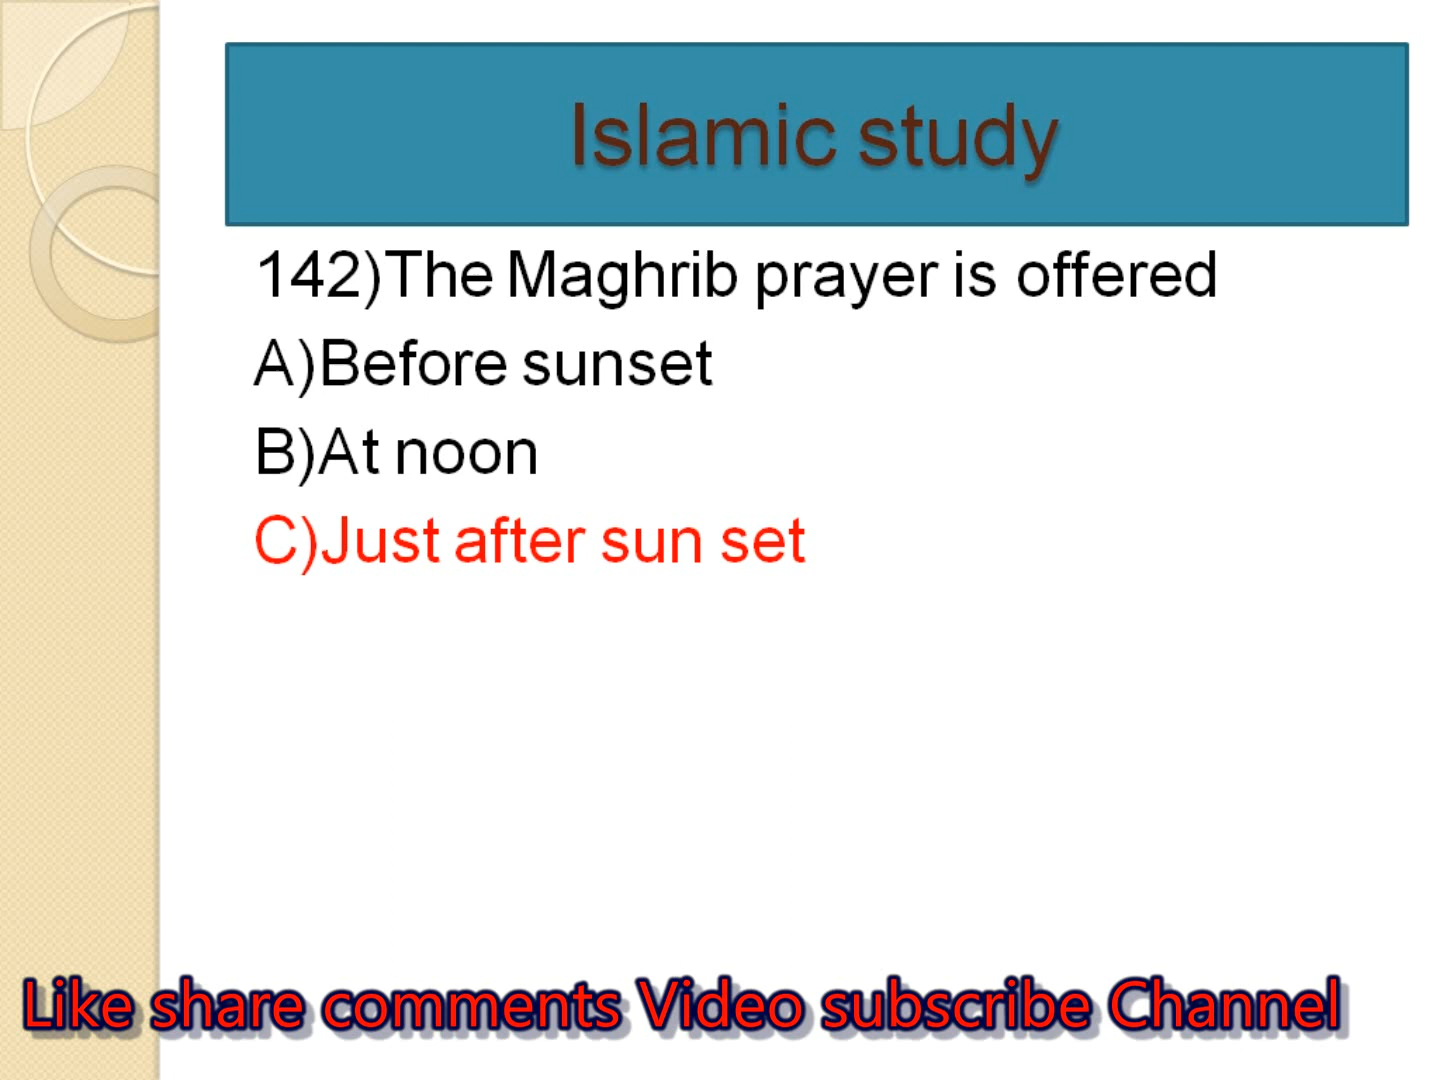 Islamic study
142)The Maghrib prayer is offered
A)Before sunset
B)At noon
C)Just after sun set
Like share comments Video subscribe Channel